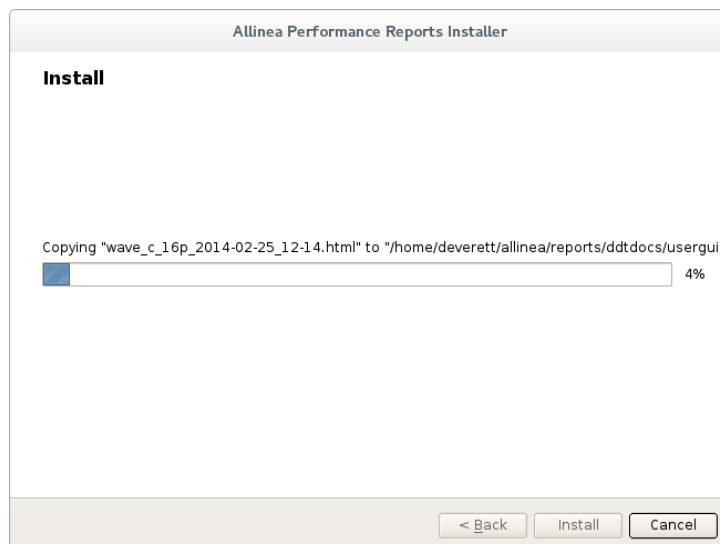 Allinea Performance Reports Installer
Install
Copying "wave_c_16p_2014-02-25_12-14.html" to "/home/deverett/allinea/reports/ddtdocs/usergui
4%
< Back
Install
Cancel